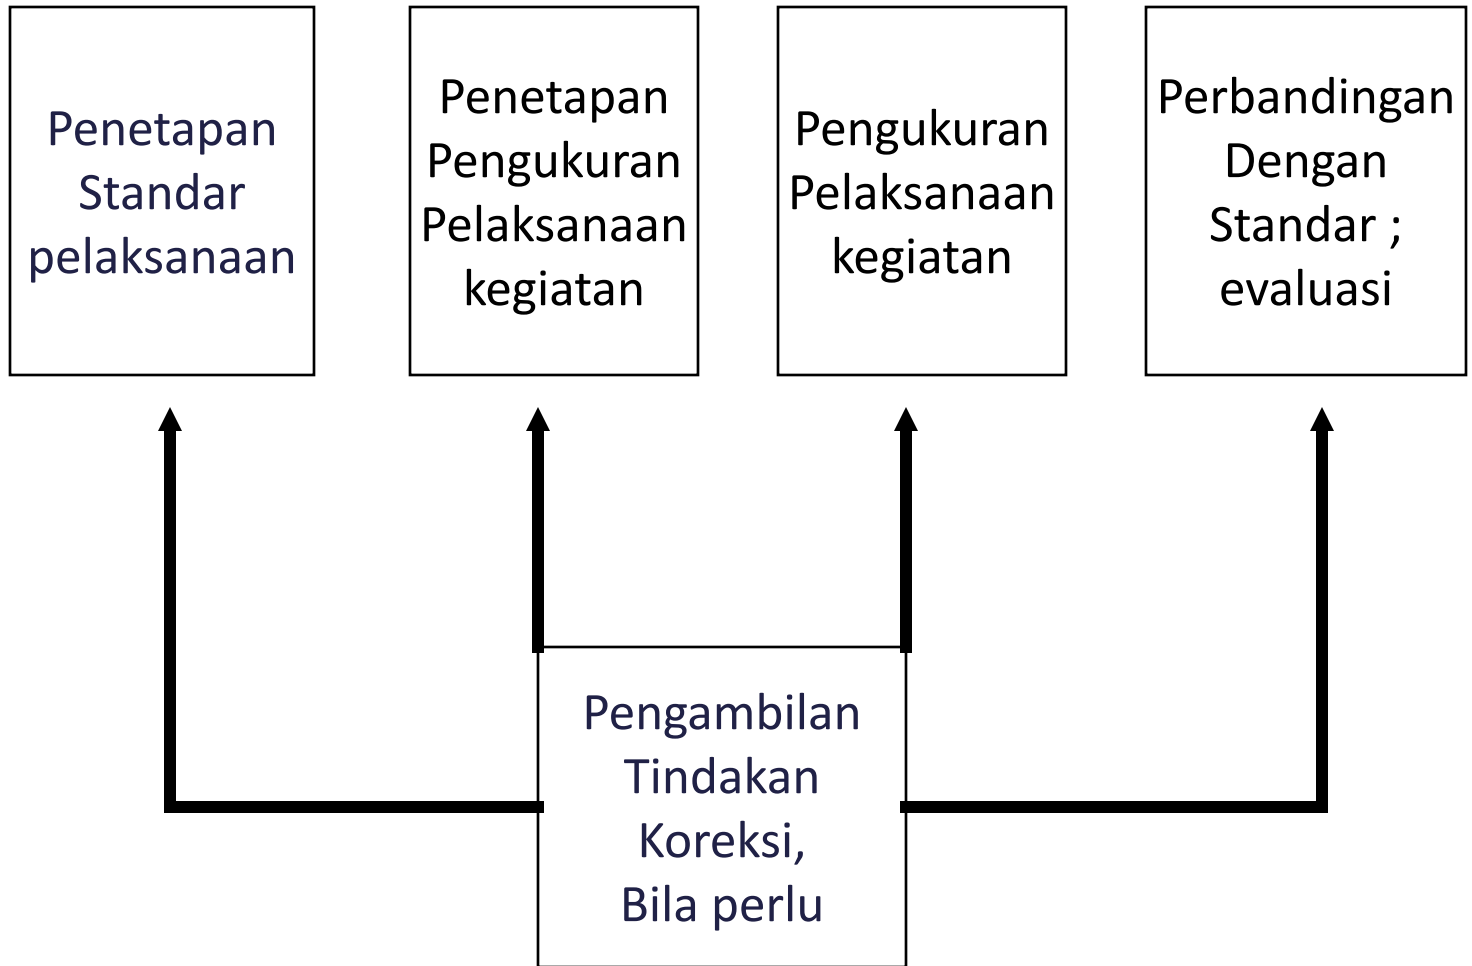 Penetapan
Standar
pelaksanaan
Penetapan
Pengukuran
Pelaksanaan
kegiatan
Pengukuran
Pelaksanaan
kegiatan
Perbandingan
Dengan
Standar ;
evaluasi
Pengambilan
Tindakan
Koreksi,
Bila perlu